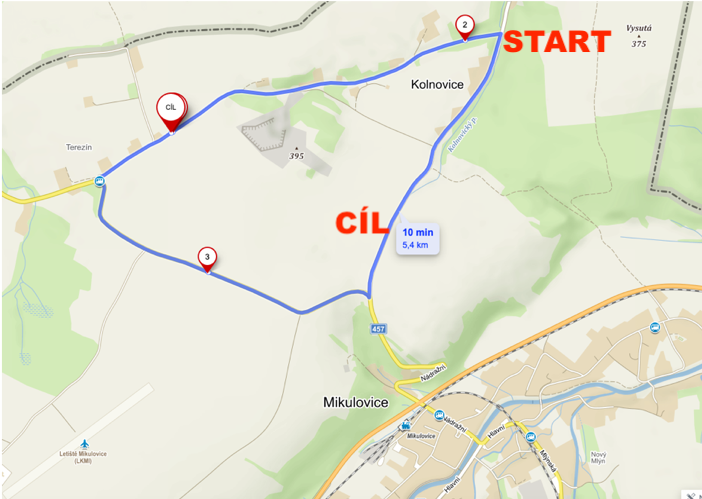 2
START
Vysutá
375
Kolnovice
CÍL
Kolnovický p.
Terezín
395
CÍL
10 min
5,4 km
3
457
Nádražní
Mikulovice
Nádražní
Mikulovice
Hlavní
Mlýnská
Nový
Mlýn
Letiště Mikulovice
(LKMI)
Hlavní